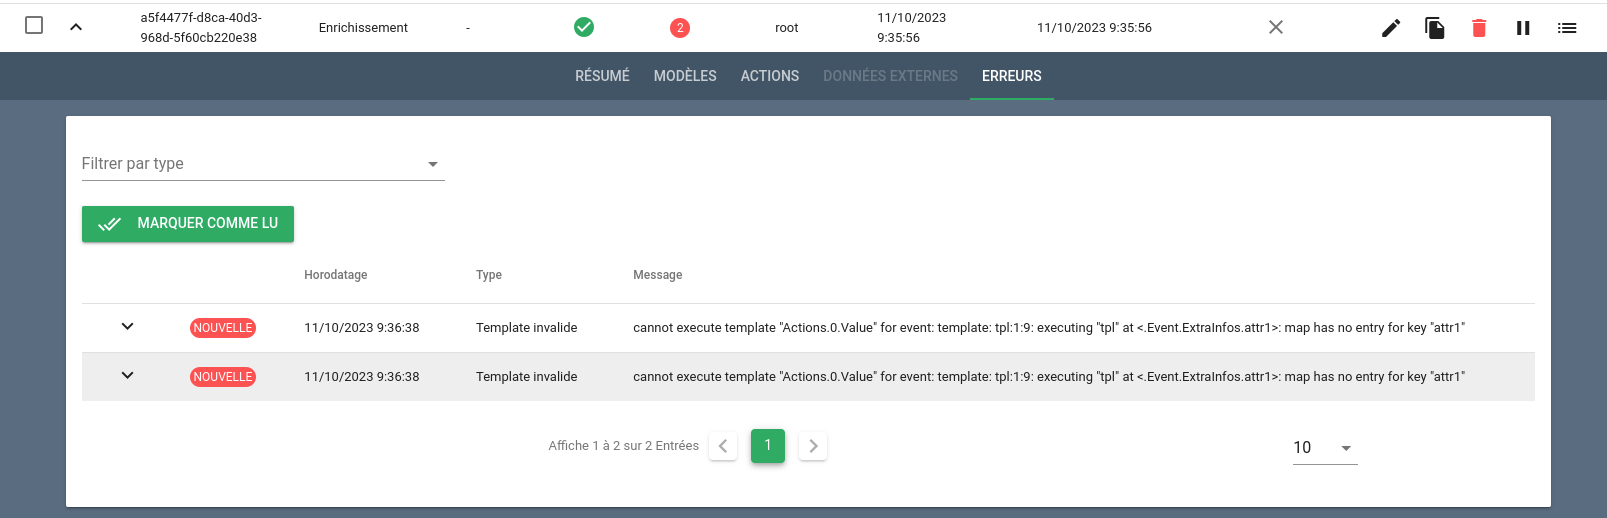 a5f4477f-d8ca-40d3-
968d-5f60cb220e38
Enrichissement
-
2
root
11/10/2023
9:35:56
11/10/2023 9:35:56
RÉSUMÉ
MODÈLES
ACTIONS
DONNÉES EXTERNES
ERREURS
Filtrer par type
MARQUER COMME LU
Horodatage
Type
Message
NOUVELLE
11/10/2023 9:36:38
Template invalide
cannot execute template "Actions.0.Value" for event: template: tpl:1:9: executing "tpl" at <.Event.ExtraInfos.attr1>: map has no entry for key "attr1"
NOUVELLE
11/10/2023 9:36:38
Template invalide
cannot execute template "Actions.0.Value" for event: template: tpl:1:9: executing "tpl" at <.Event.ExtraInfos.attr1>: map has no entry for key "attr1"
Affiche 1 à 2 sur 2 Entrées
1
10